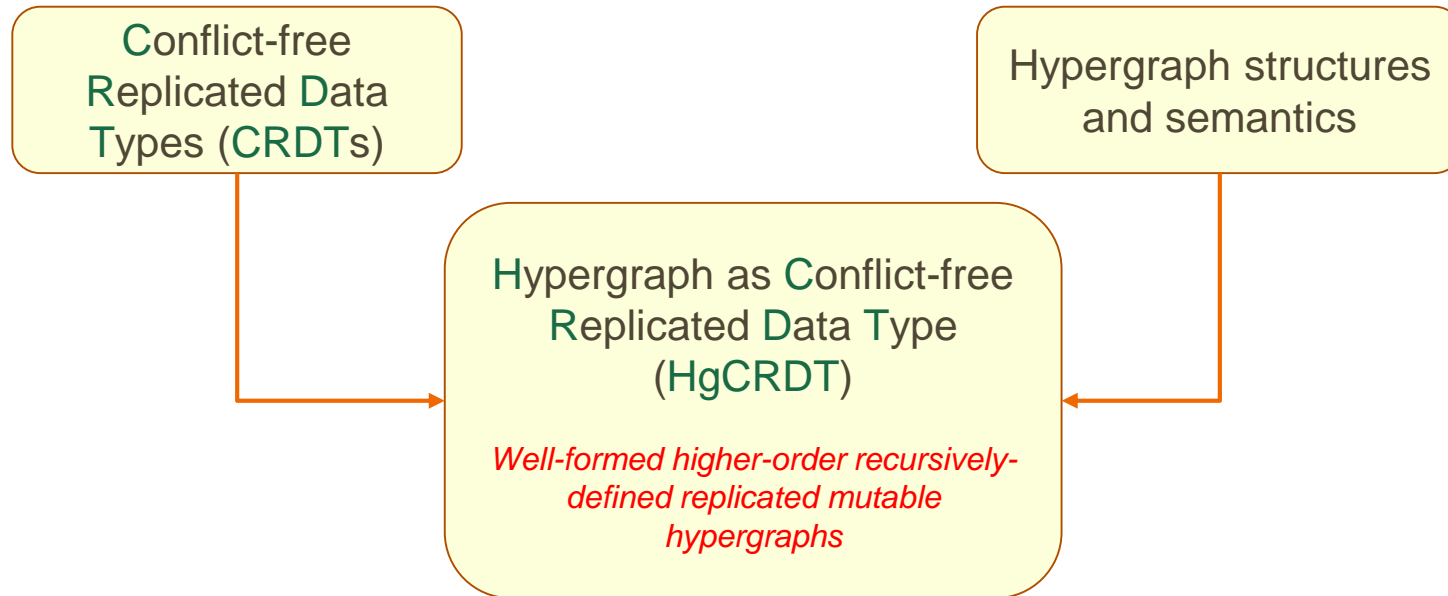 Conflict-free
Replicated Data
Types (CRDTs)
Hypergraph structures
and semantics
Hypergraph as Conflict-free
Replicated Data Type
(HgCRDT)
Well-formed higher-order recursively-
defined replicated mutable
hypergraphs